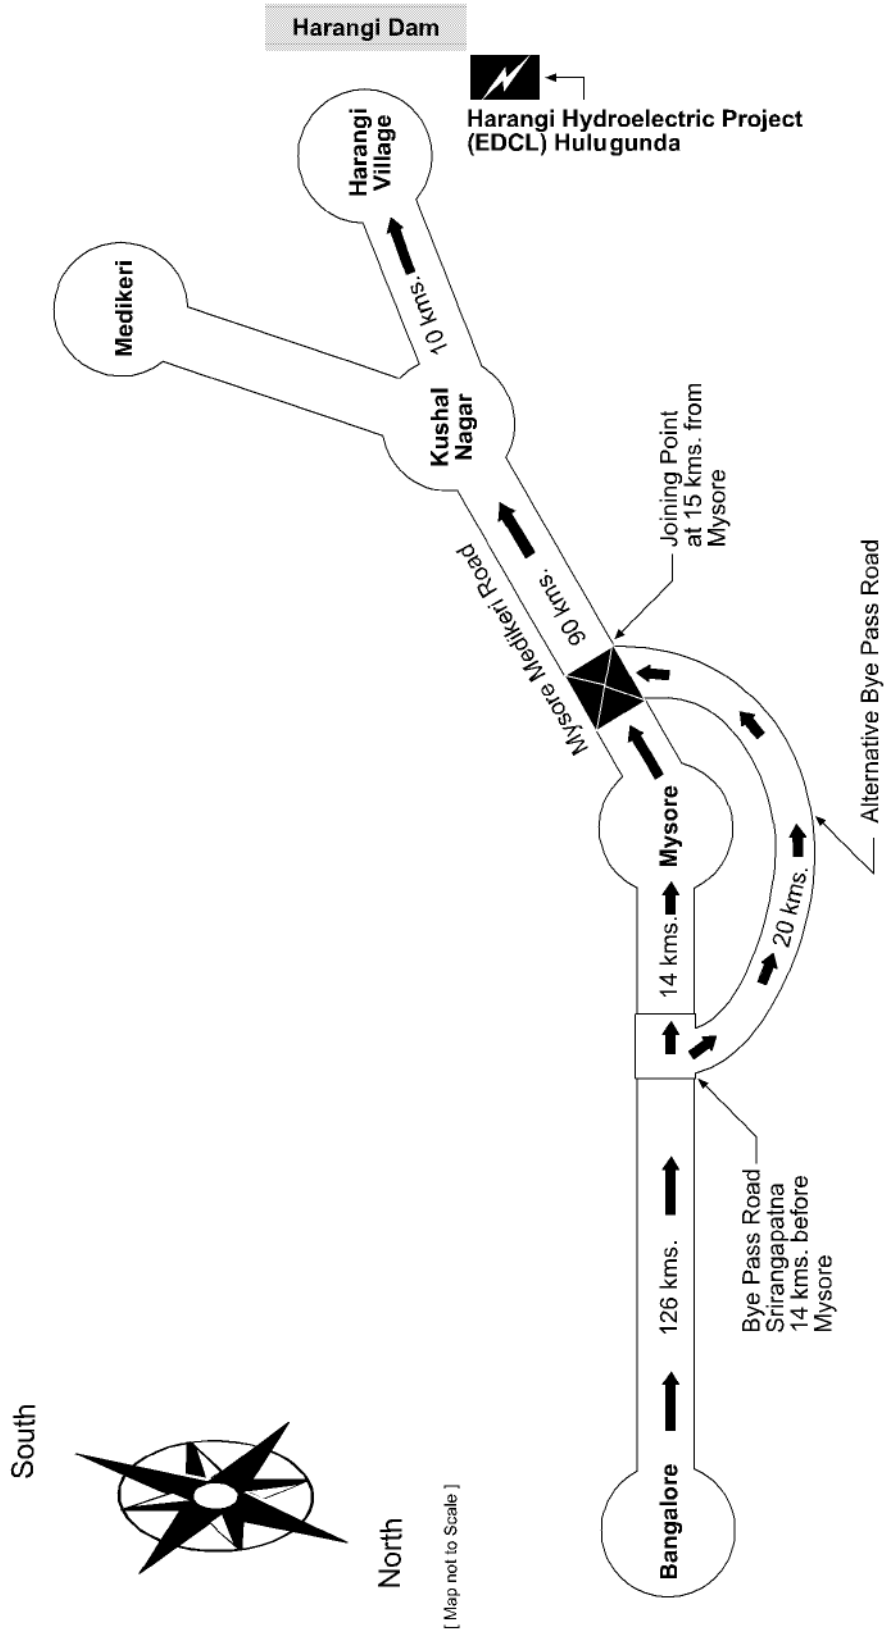 Harangi Dam
Harangi Hydroelectric Project
(EDCL) Hulugunda
Harangi
Village
Medikeri
10 kms.
Kushal
Nagar
Mysore Medikeri Road
90 kms.
Joining Point
at 15 kms. from
Mysore
Alternative Bye Pass Road
Mysore
14 kms.
20 kms.
Bye Pass Road
Srirangapatna
14 kms. before
Mysore
126 kms.
Bangalore
South
North
[ Map not to Scale ]